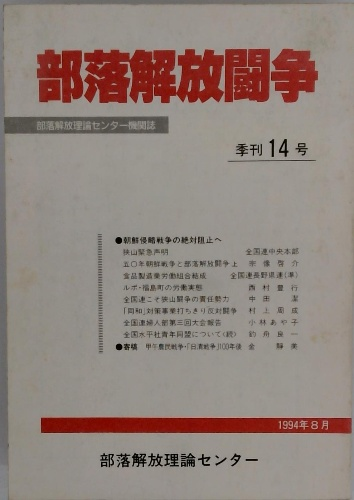 部落解放闘争
部落解放理論センター機関誌
季刊 14 号
●朝鮮侵略戦争の絶対阻止へ
狭山緊急声明 全国連中央本部
五〇年朝鮮戦争と部落解放闘争上 宗像啓介
食品製造業労働組合結成 全国連長野県連(準)
ルポ・福島町の労働実態 西村豊行
全国連こそ狭山闘争の責任勢力 中田潔
「同和」対策事業打ちきり反対闘争 村上周成
全国連婦人部第三回大会報告 小林あや子
全国水平社青年同盟について〈続〉 釣舟良一
●寄稿 甲午農民戦争・「日清戦争」100年後 金靜美
1994年8月
部落解放理論センター